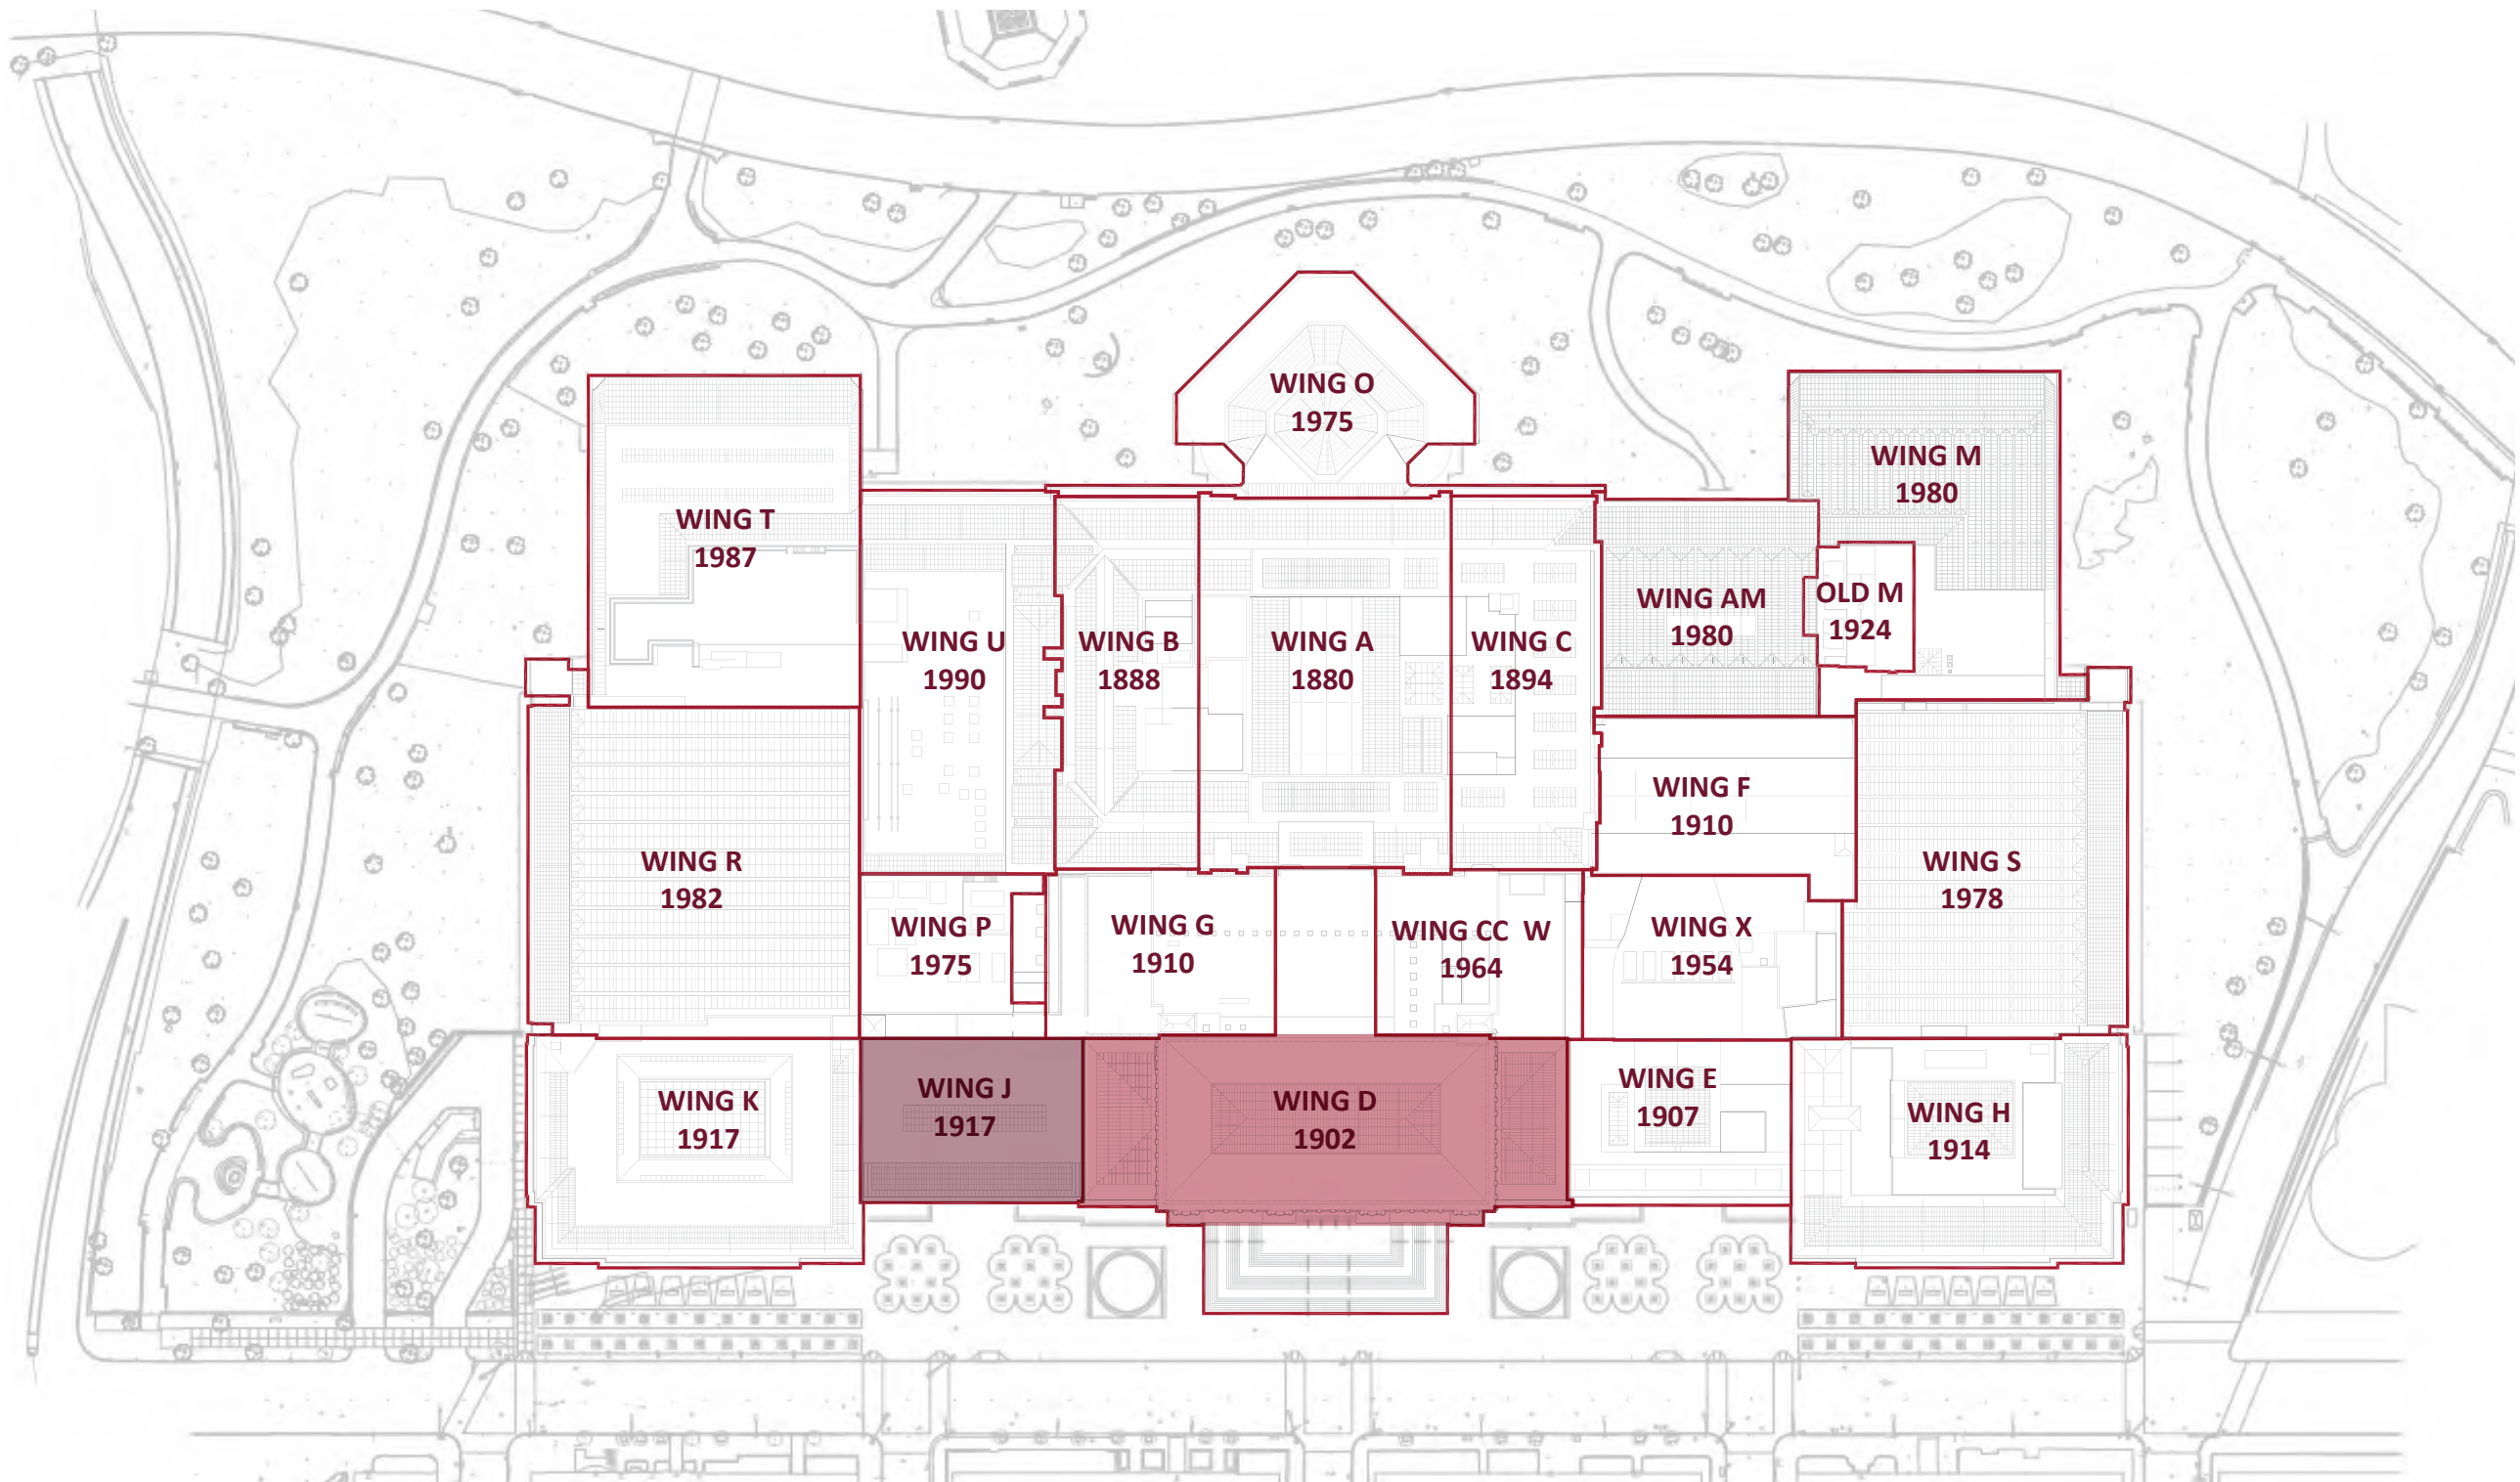 WING O
1975
WING M
1980
WING T
1987
WING AM
1980
OLD M
1924
WING U
1990
WING B
1888
WING A
1880
WING C
1894
WING F
1910
WING R
1982
WING S
1978
WING P
1975
WING G
1910
WING CC W
1964
WING X
1954
WING K
1917
WING J
1917
WING D
1902
WING E
1907
WING H
1914